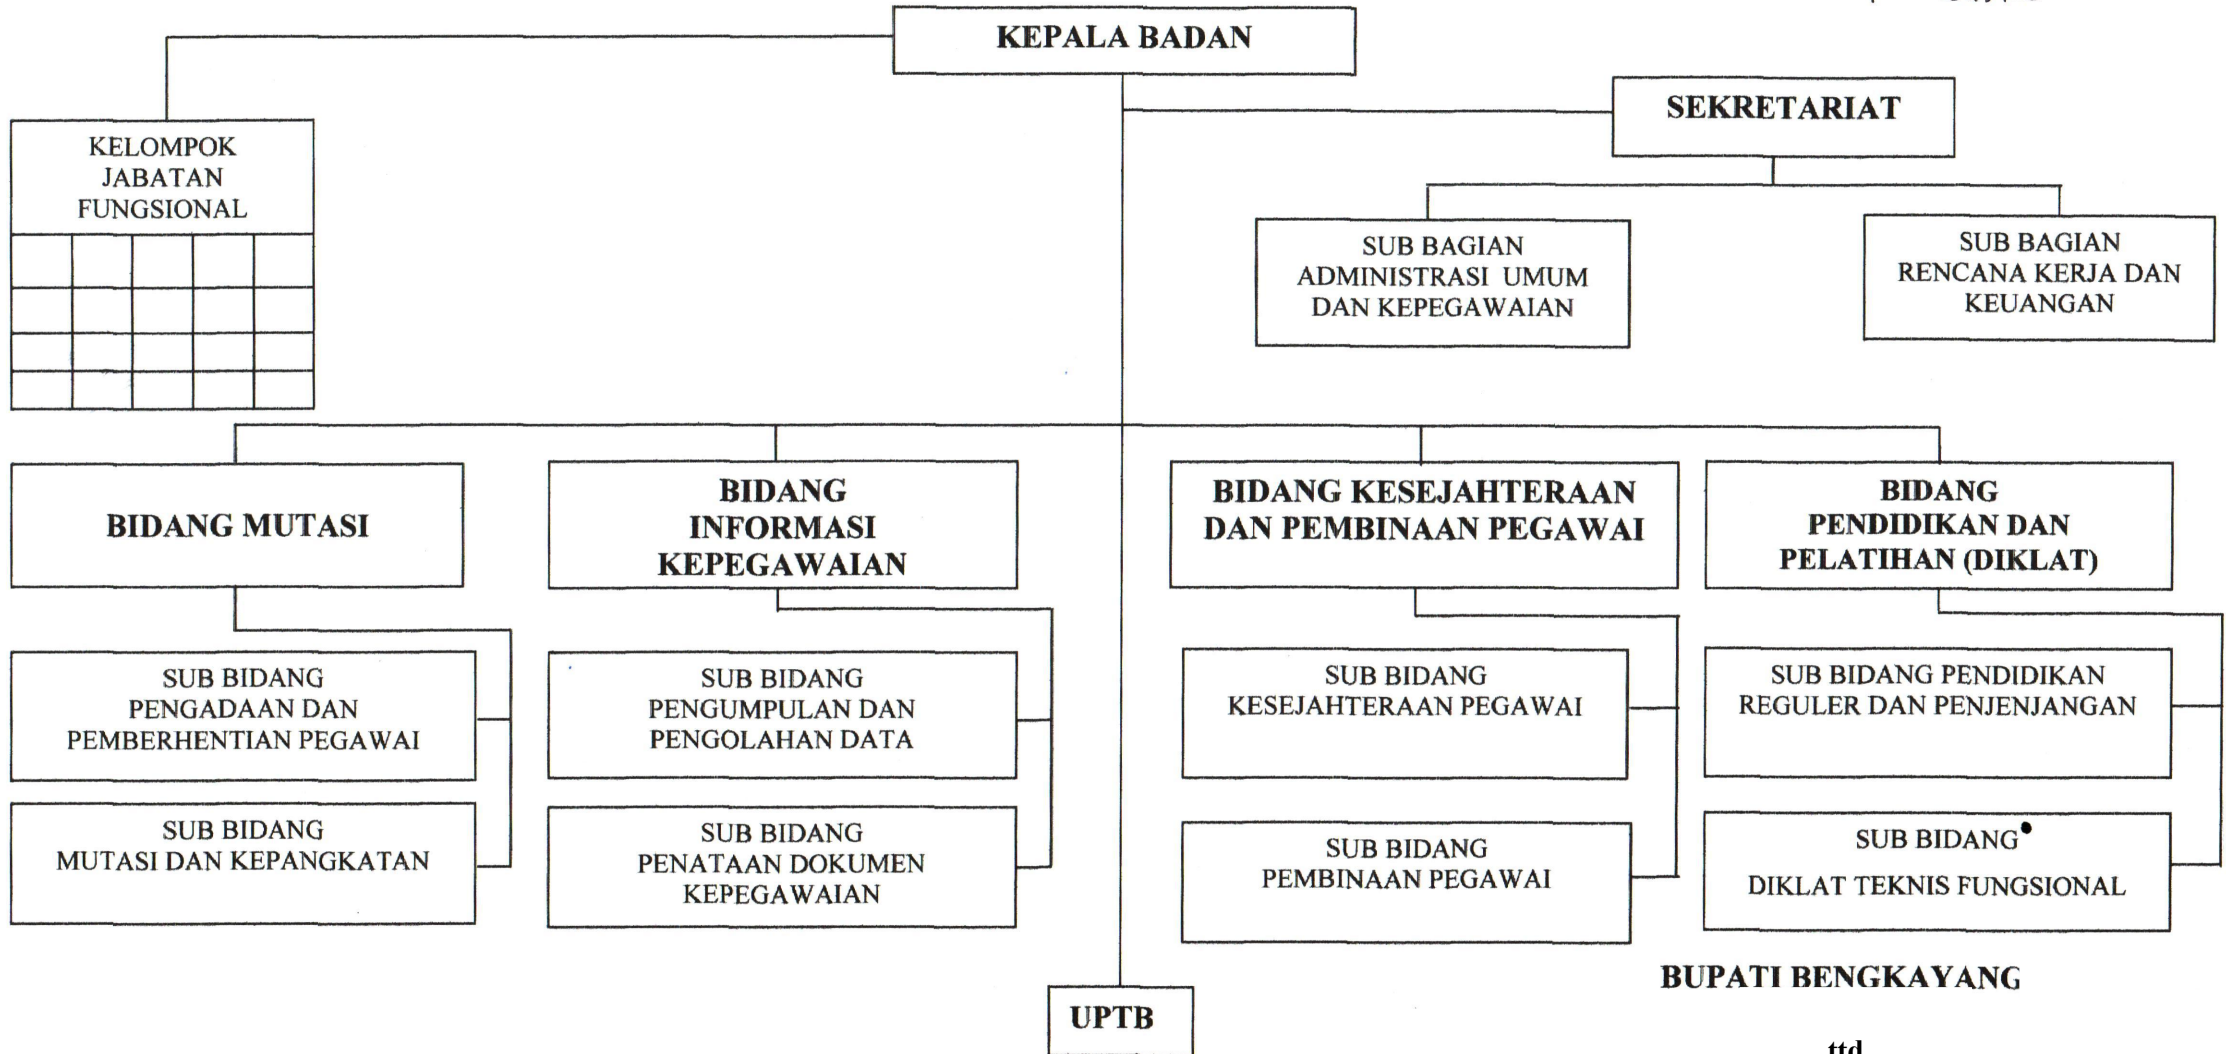 KEPALA BADAN
SEKRETARIAT
KELOMPOK
JABATAN
FUNGSIONAL
SUB BAGIAN
ADMINISTRASI UMUM
DAN KEPEGAWAIAN
SUB BAGIAN
RENCANA KERJA DAN
KEUANGAN
BIDANG MUTASI
BIDANG
INFORMASI
KEPEGAWAIAN
BIDANG KESEJAHTERAAN
DAN PEMBINAAN PEGAWAI
BIDANG
PENDIDIKAN DAN
PELATIHAN (DIKLAT)
SUB BIDANG
PENGADAAN DAN
PEMBERHENTIAN PEGAWAI
SUB BIDANG
PENGUMPULAN DAN
PENGOLAHAN DATA
SUB BIDANG
KESEJAHTERAAN PEGAWAI
SUB BIDANG PENDIDIKAN
REGULER DAN PENJENJANGAN
SUB BIDANG
MUTASI DAN KEPANGKATAN
SUB BIDANG
PENATAAN DOKUMEN
KEPEGAWAIAN
SUB BIDANG
PEMBINAAN PEGAWAI
SUB BIDANG
DIKLAT TEKNIS FUNGSIONAL
BUPATI BENGKAYANG
UPTB
ttd